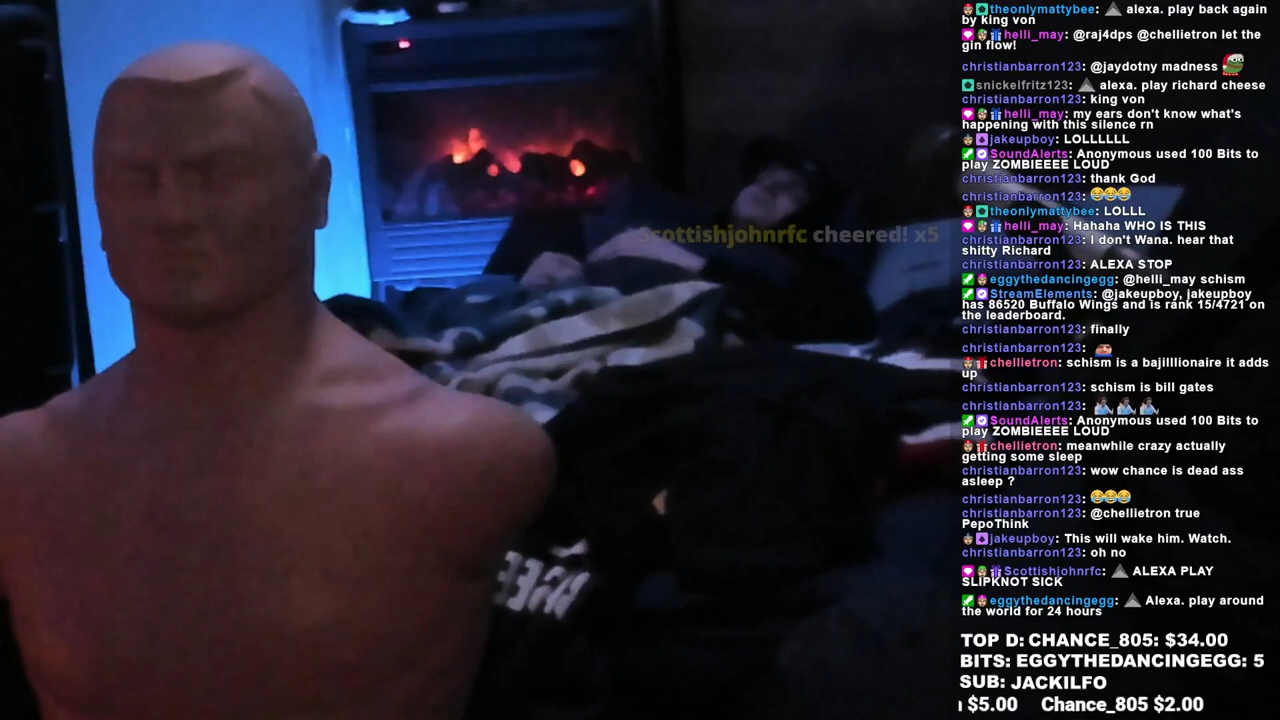 theonlymattybee: alexa. play back again
by king von
helli_may: @raj4dps @chellietron let the
gin flow!
christianbarron123: @jaydotny madness
snickelfritz123: alexa. play richard cheese
christianbarron123: king von
helli_may: my ears don't know what's
happening with this silence rn
jakeupboy: LOLLLLLL
SoundAlerts: Anonymous used 100 Bits to
play ZOMBIEEEE LOUD
christianbarron123: thank God
christianbarron123:
theonlymattybee: LOLLL
helli_may: Hahaha WHO IS THIS
Scottishjohnrfc cheered! x5
christianbarron123: I don't Wana. hear that
shitty Richard
christianbarron123: ALEXA STOP
eggythedancingegg: @helli_may schism
StreamElements: @jakeupboy, jakeupboy
has 86520 Buffalo Wings and is rank 15/4721 on
the leaderboard.
christianbarron123: finally
christianbarron123:
chellietron: schism is a bajilllionaire it adds
up
christianbarron123: schism is bill gates
christianbarron123:
SoundAlerts: Anonymous used 100 Bits to
play ZOMBIEEEE LOUD
chellietron: meanwhile crazy actually
getting some sleep
christianbarron123: wow chance is dead ass
asleep ?
christianbarron123:
christianbarron123: @chellietron true
PepoThink
jakeupboy: This will wake him. Watch.
christianbarron123: oh no
Scottishjohnrfc: ALEXA PLAY
SLIPKNOT SICK
eggythedancingegg: Alexa. play around
the world for 24 hours
TOP D: CHANCE_805: $34.00
BITS: EGGYTHEDANCINGEGG: 5
SUB: JACKILFO
$5.00 Chance_805 $2.00